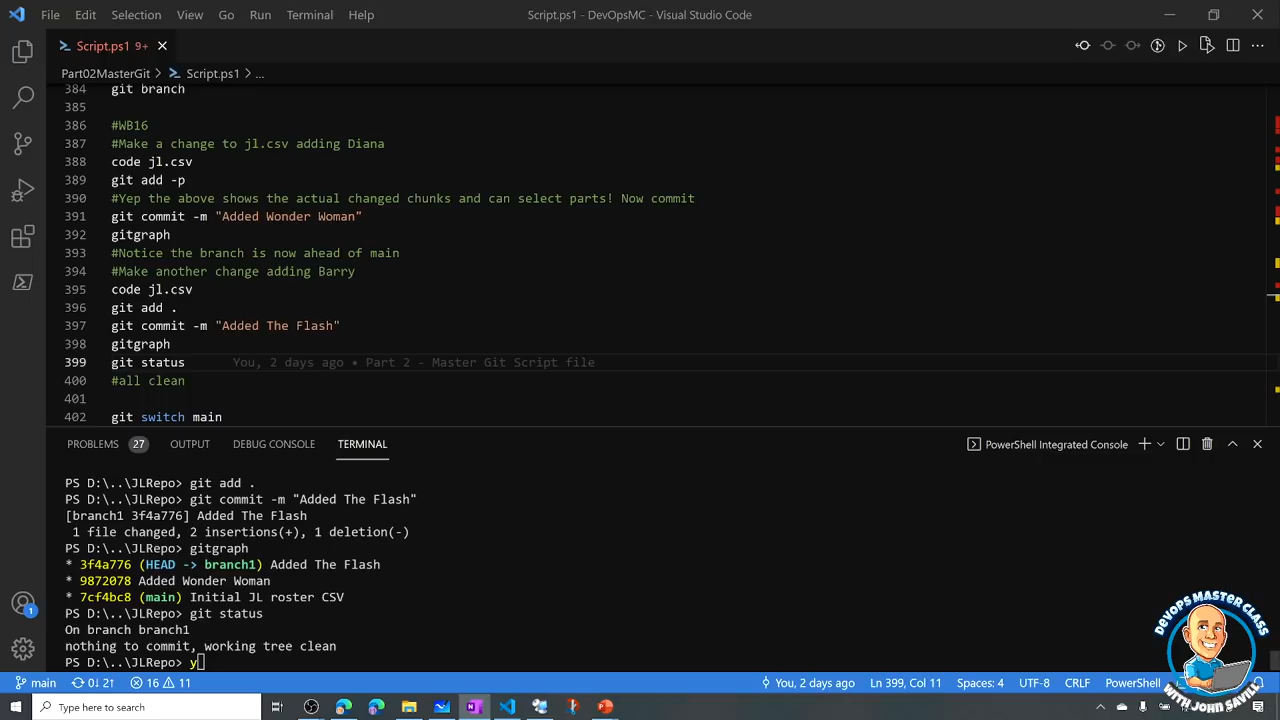 File Edit Selection View Go Run Terminal Help Script.ps1 - DevOpsMC - Visual Studio Code
Script.ps1 9+
Part02MasterGit > Script.ps1 > ...
384 git branch
385
386 #WB16
387 #Make a change to jl.csv adding Diana
388 code jl.csv
389 git add -p
390 #Yep the above shows the actual changed chunks and can select parts! Now commit
391 git commit -m "Added Wonder Woman"
392 gitgraph
393 #Notice the branch is now ahead of main
394 #Make another change adding Barry
395 code jl.csv
396 git add .
397 git commit -m "Added The Flash"
398 gitgraph
399 git status You, 2 days ago • Part 2 - Master Git Script file
400 #all clean
401
402 git switch main
PROBLEMS 27 OUTPUT DEBUG CONSOLE TERMINAL PowerShell Integrated Console
PS D:\..\JLRepo> git add .
PS D:\..\JLRepo> git commit -m "Added The Flash"
[branch1 3f4a776] Added The Flash
1 file changed, 2 insertions(+), 1 deletion(-)
PS D:\..\JLRepo> gitgraph
* 3f4a776 (HEAD -> branch1) Added The Flash
* 9872078 Added Wonder Woman
* 7cf4bc8 (main) Initial JL roster CSV
PS D:\..\JLRepo> git status
On branch branch1
nothing to commit, working tree clean
PS D:\..\JLRepo> y
1
DEVOPS MASTER CLASS
WITH JOHN SAVILL
main 0↓ 2↑ 16 11 You, 2 days ago Ln 399, Col 11 Spaces: 4 UTF-8 CRLF PowerShell
Type here to search